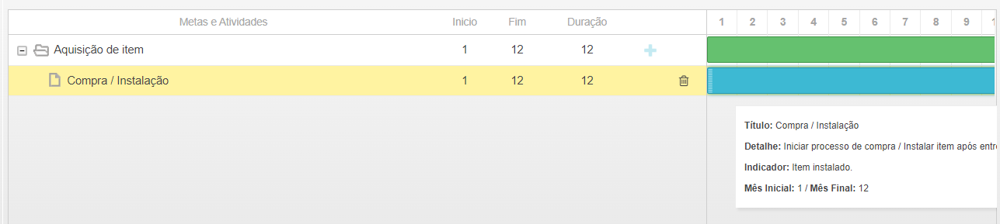 Metas e Atividades Inicio Fim Duração 1 2 3 4 5 6 7 8 9
Aquisição de item 1 12 12
Compra / Instalação 1 12 12
Título: Compra / Instalação
Detalhe: Iniciar processo de compra / Instalar item após
Indicador: Item instalado.
Mês Inicial: 1 / Mês Final: 12